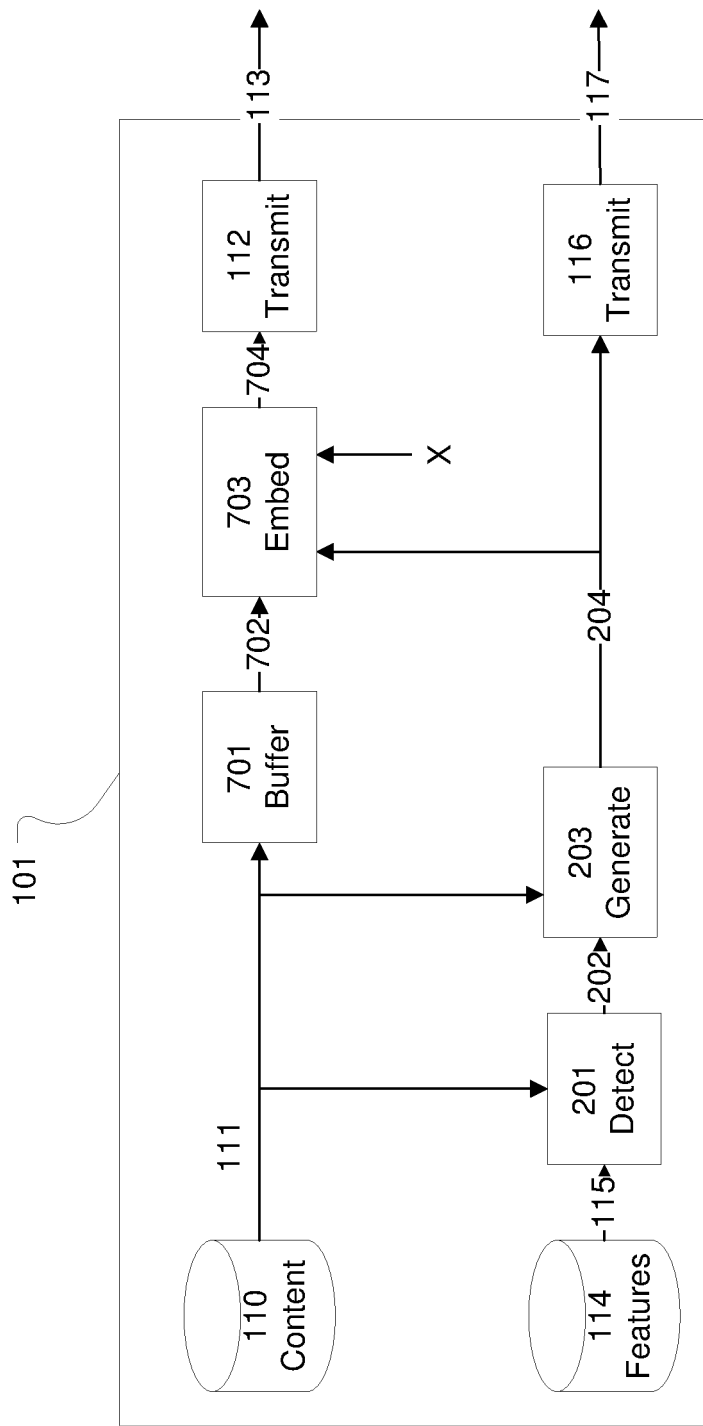 101
110
Content
111
701
Buffer
702
703
Embed
704
112
Transmit
113
X
114
Features
115
201
Detect
202
203
Generate
204
116
Transmit
117